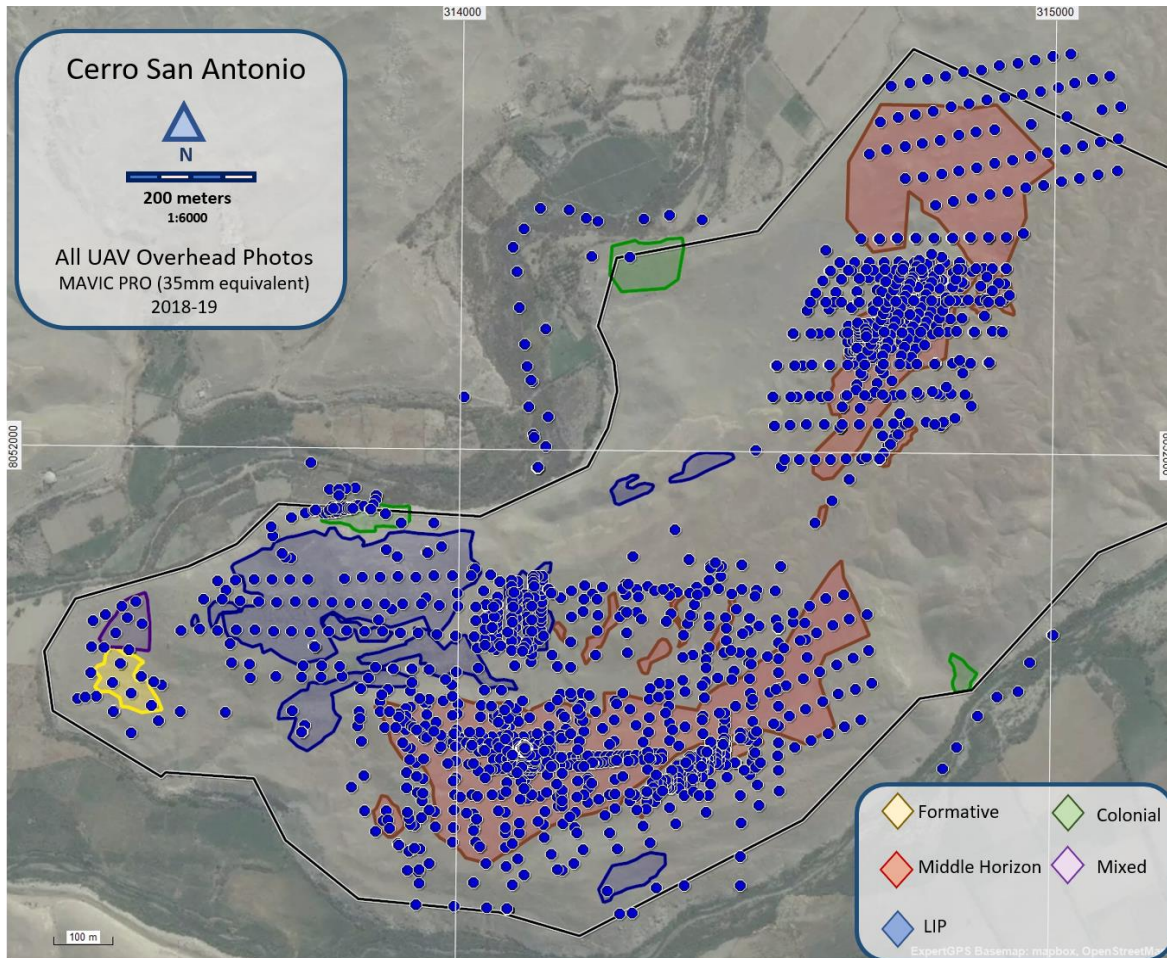 314000
315000
Cerro San Antonio
N
200 meters
1:6000
All UAV Overhead Photos
MAVIC PRO (35mm equivalent)
2018-19
8052000
8052000
Formative
Colonial
Middle Horizon
Mixed
LIP
100 m
ExpertGPS Basemap: mapbox, OpenStreetMa